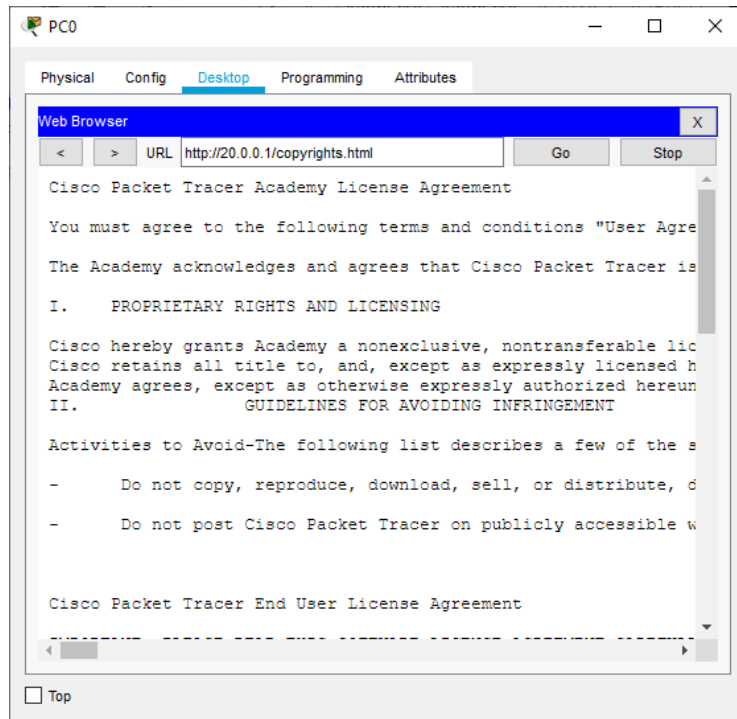 PC0
Physical Config Desktop Programming Attributes
Web Browser X
< > URL http://20.0.0.1/copyrights.html Go Stop
Cisco Packet Tracer Academy License Agreement
You must agree to the following terms and conditions "User Agre
The Academy acknowledges and agrees that Cisco Packet Tracer is
I. PROPRIETARY RIGHTS AND LICENSING
Cisco hereby grants Academy a nonexclusive, nontransferable lic
Cisco retains all title to, and, except as expressly licensed h
Academy agrees, except as otherwise expressly authorized hereun
II. GUIDELINES FOR AVOIDING INFRINGEMENT
Activities to Avoid-The following list describes a few of the s
- Do not copy, reproduce, download, sell, or distribute, d
- Do not post Cisco Packet Tracer on publicly accessible w
Cisco Packet Tracer End User License Agreement
Top